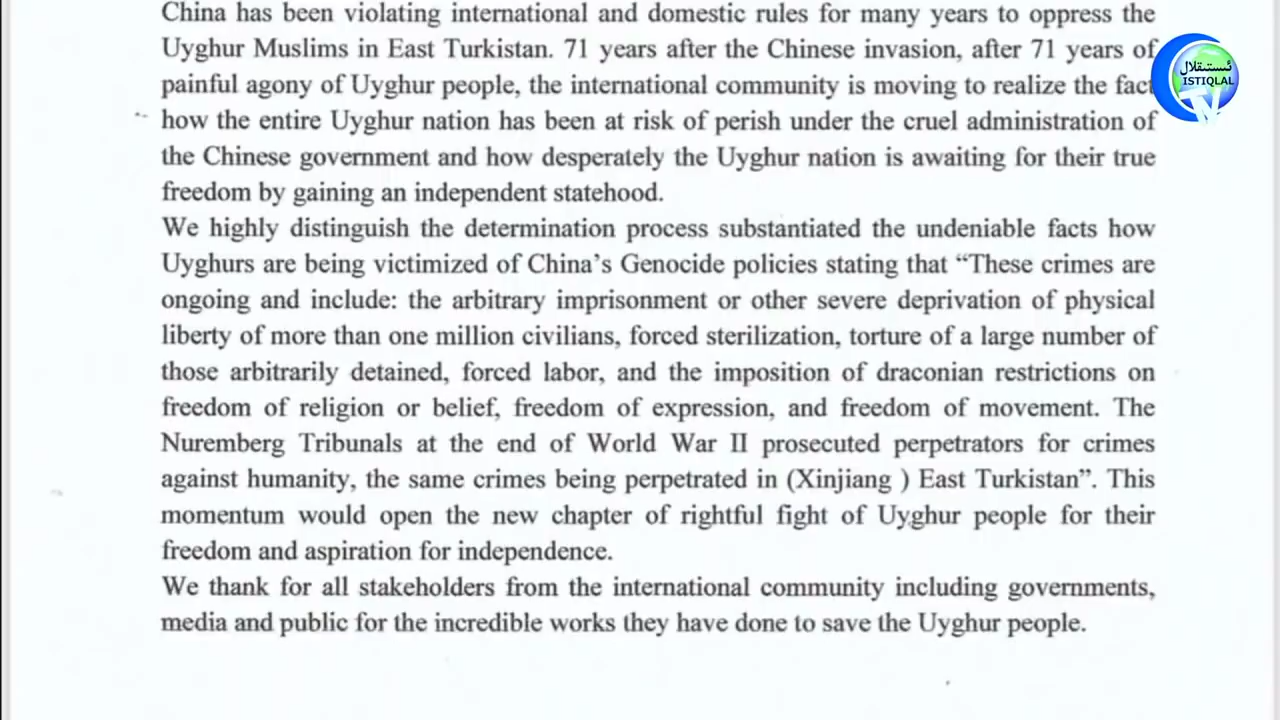 China has been violating international and domestic rules for many years to oppress the
Uyghur Muslims in East Turkistan. 71 years after the Chinese invasion, after 71 years of
painful agony of Uyghur people, the international community is moving to realize the fact
how the entire Uyghur nation has been at risk of perish under the cruel administration of
the Chinese government and how desperately the Uyghur nation is awaiting for their true
freedom by gaining an independent statehood.
We highly distinguish the determination process substantiated the undeniable facts how
Uyghurs are being victimized of China’s Genocide policies stating that “These crimes are
ongoing and include: the arbitrary imprisonment or other severe deprivation of physical
liberty of more than one million civilians, forced sterilization, torture of a large number of
those arbitrarily detained, forced labor, and the imposition of draconian restrictions on
freedom of religion or belief, freedom of expression, and freedom of movement. The
Nuremberg Tribunals at the end of World War II prosecuted perpetrators for crimes
against humanity, the same crimes being perpetrated in (Xinjiang ) East Turkistan”. This
momentum would open the new chapter of rightful fight of Uyghur people for their
freedom and aspiration for independence.
We thank for all stakeholders from the international community including governments,
media and public for the incredible works they have done to save the Uyghur people.
ئىستىقلال
ISTIQLAL
TV